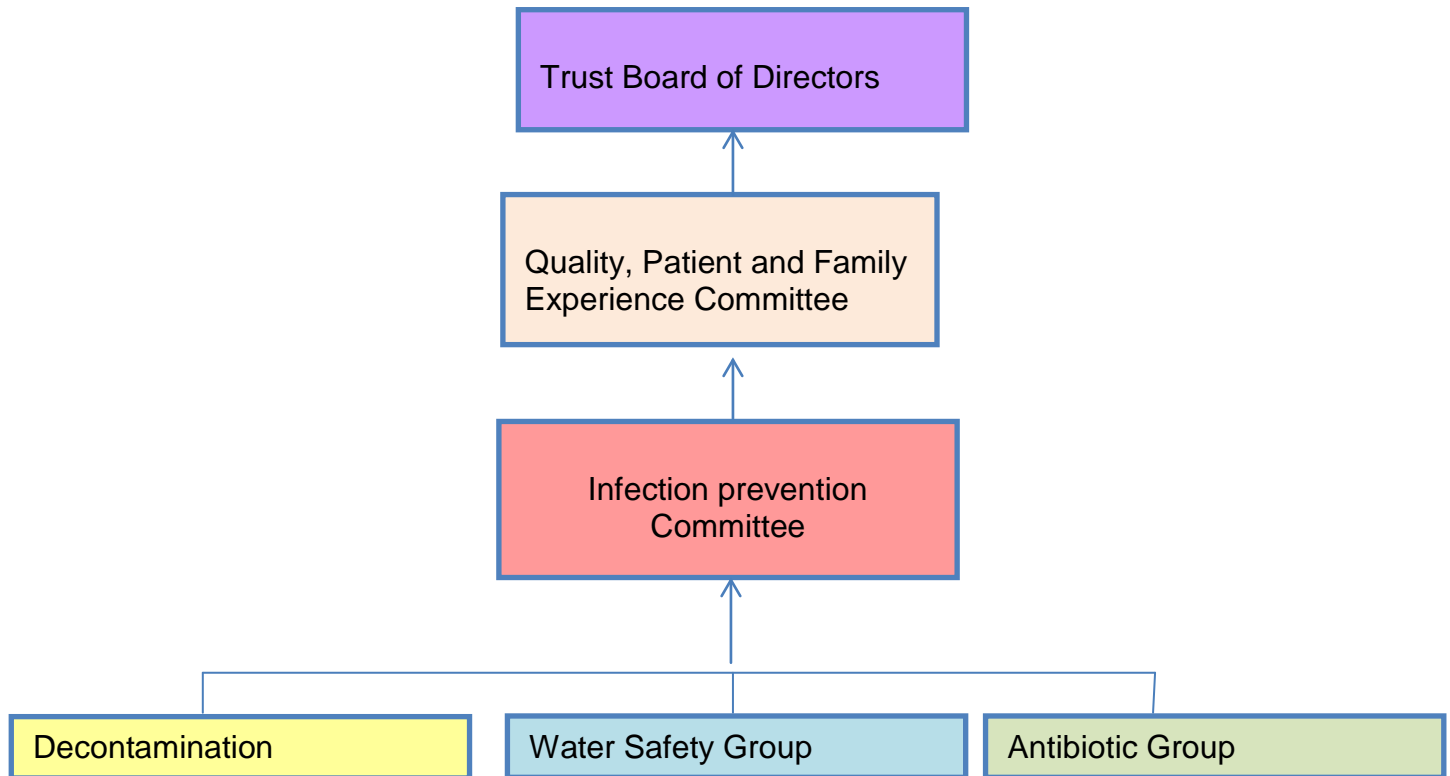 Trust Board of Directors
Quality, Patient and Family
Experience Committee
Infection prevention
Committee
Decontamination
Water Safety Group
Antibiotic Group